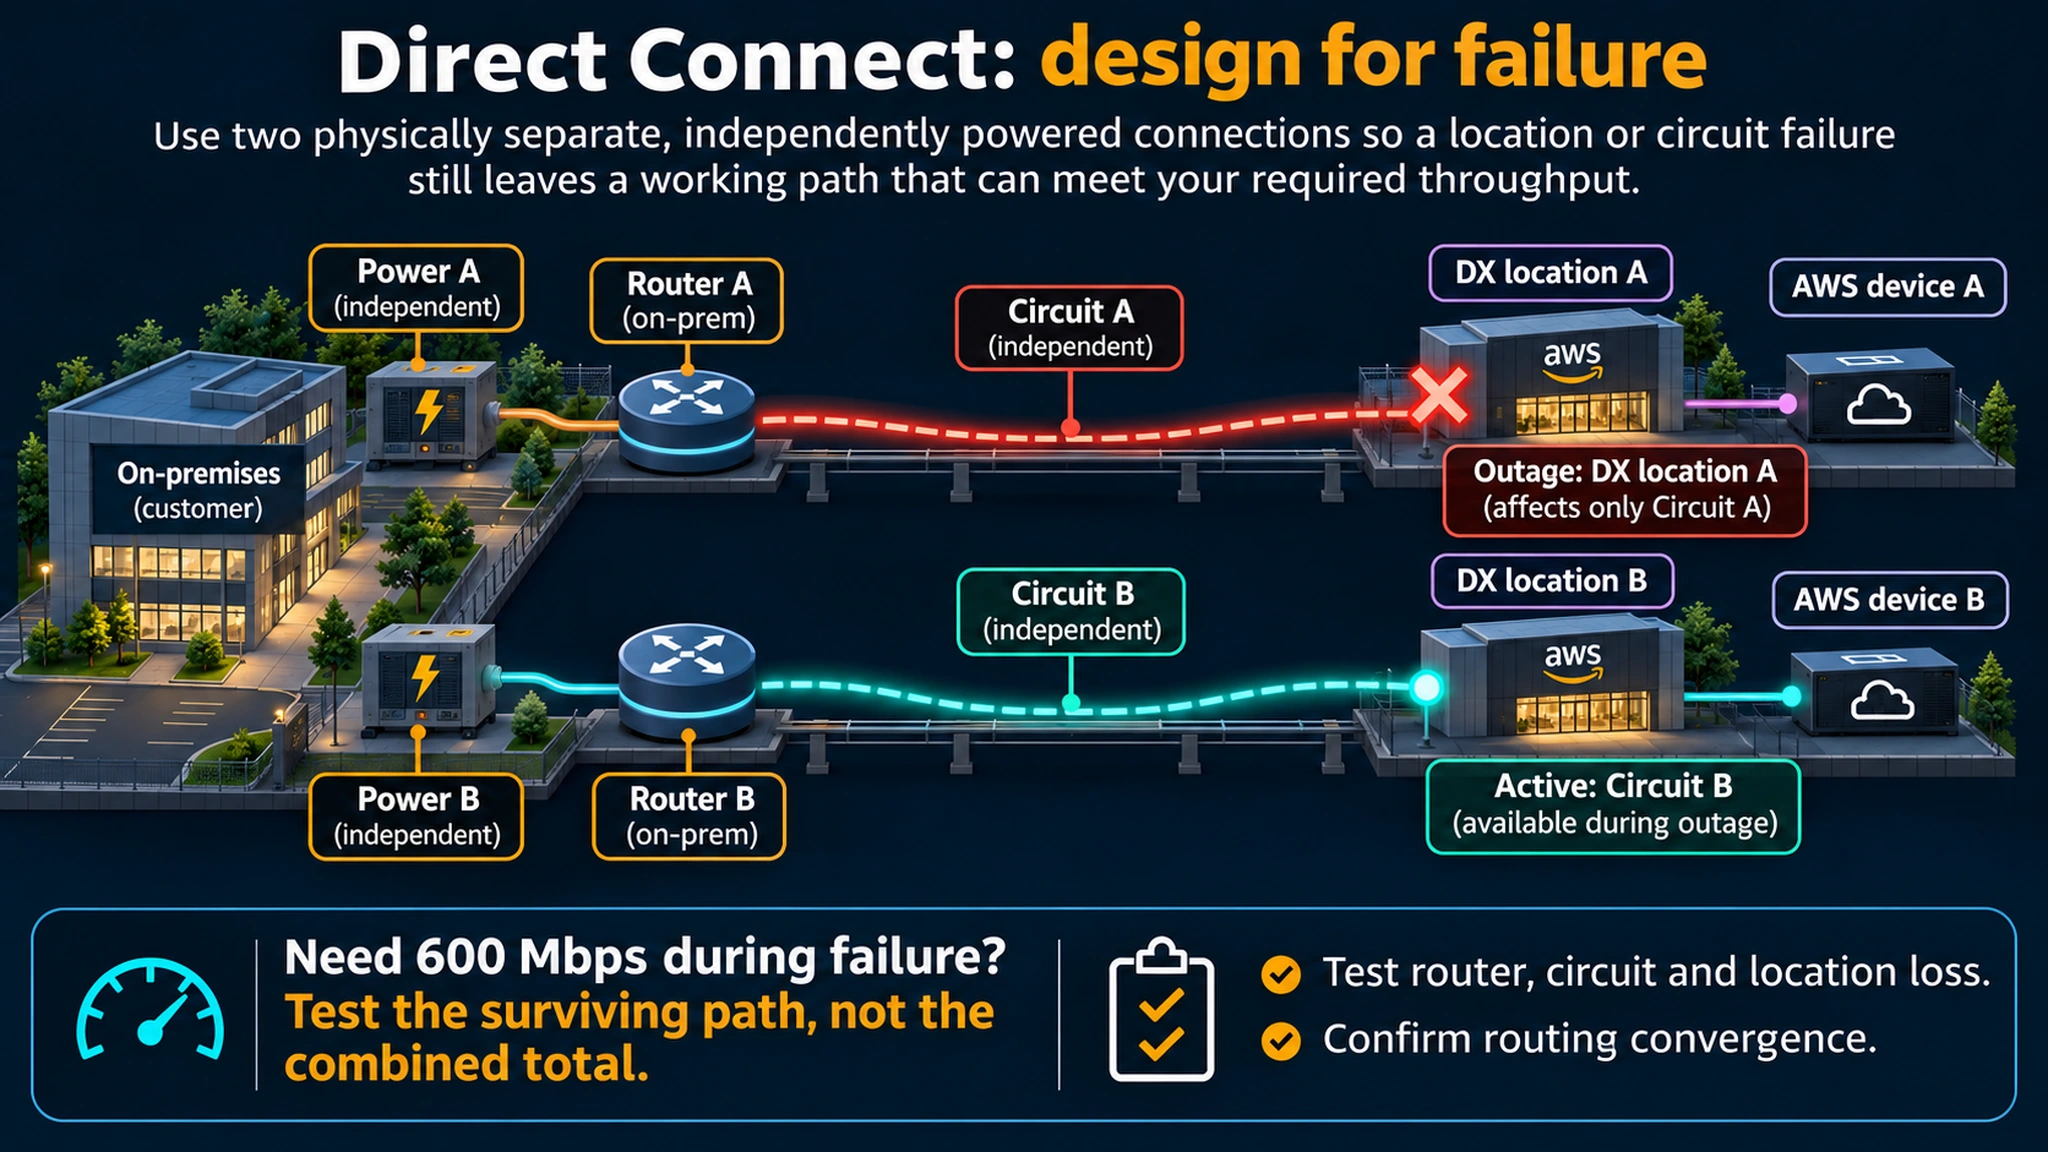 Direct Connect: design for failure
Use two physically separate, independently powered connections so a location or circuit failure
still leaves a working path that can meet your required throughput.
Power A
(independent)
Router A
(on-prem)
Circuit A
(independent)
DX location A
AWS device A
aws
On-premises
(customer)
Outage: DX location A
(affects only Circuit A)
Circuit B
(independent)
DX location B
AWS device B
aws
Power B
(independent)
Router B
(on-prem)
Active: Circuit B
(available during outage)
Need 600 Mbps during failure?
Test the surviving path, not the
combined total.
Test router, circuit and location loss.
Confirm routing convergence.